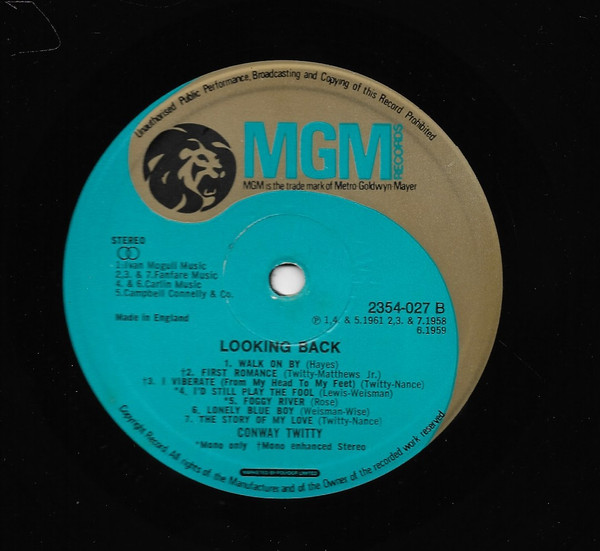 Unauthorised Public Performance, Broadcasting and Copying of this Record Prohibited
MGM RECORDS
MGM is the trade mark of Metro Goldwyn Mayer
STEREO
1.Ivan Mogull Music
2,3. & 7.Fanfare Music
4. & 6.Carlin Music
5.Campbell Connelly & Co.
Made in England
2354-027 B
℗ 1,4. & 5.1961 2,3. & 7.1958
6.1959
LOOKING BACK
1. WALK ON BY (Hayes)
†2. FIRST ROMANCE (Twitty-Matthews Jr.)
†3. I VIBERATE (From My Head To My Feet) (Twitty-Nance)
*4. I'D STILL PLAY THE FOOL (Lewis-Weisman)
*5. FOGGY RIVER (Rose)
6. LONELY BLUE BOY (Weisman-Wise)
7. THE STORY OF MY LOVE (Twitty-Nance)
CONWAY TWITTY
*Mono only †Mono enhanced Stereo
MARKETED BY POLYDOR LIMITED
Copyright Record. All rights of the Manufacturer and of the Owner of the recorded work reserved